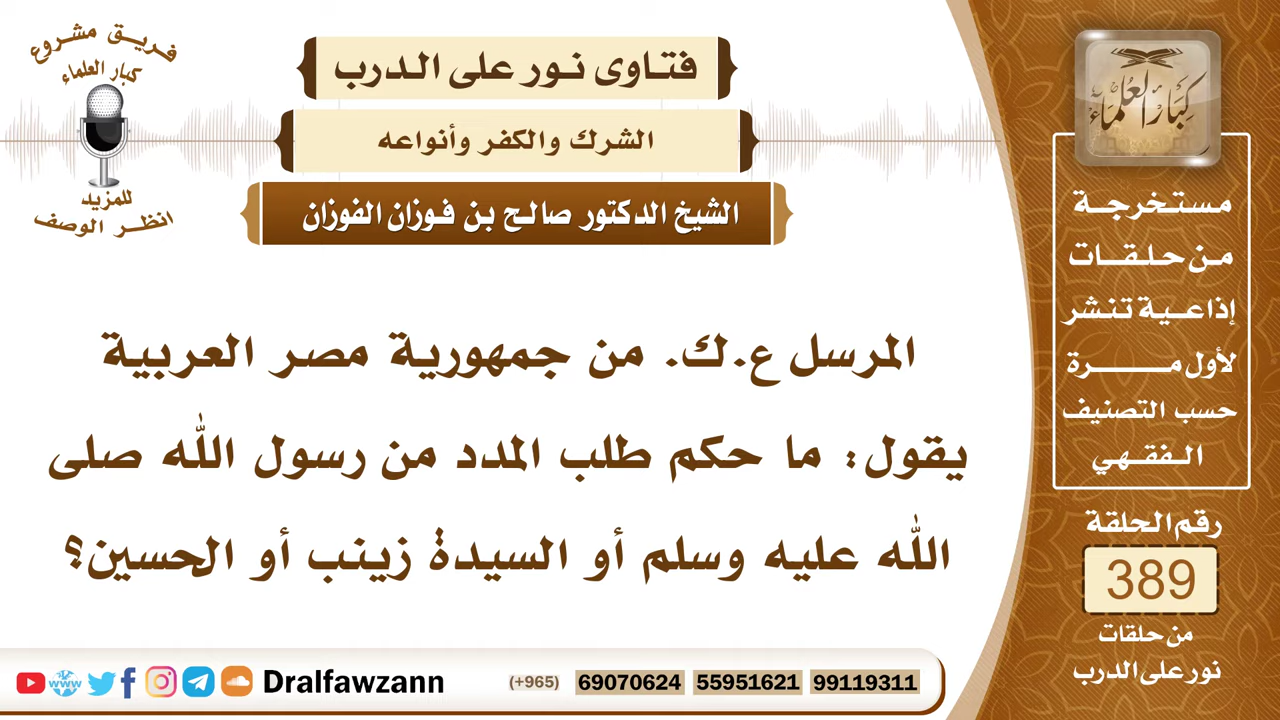 فريق مشروع
كبار العلماء
للمزيد
انظر الوصف
فتاوى نور على الدرب
الشرك والكفر وأنواعه
الشيخ الدكتور صالح بن فوزان الفوزان
المرسل ع.ك. من جمهورية مصر العربية
يقول: ما حكم طلب المدد من رسول الله صلى
الله عليه وسلم أو السيدة زينب أو الحسين؟
كبار العلماء
مستخرجة
من حلقات
إذاعية تنشر
لأول مرة
حسب التصنيف
الفقهي
رقم الحلقة
389
من حلقات
نور على الدرب
www Dralfawzann (+965) 69070624 55951621 99119311